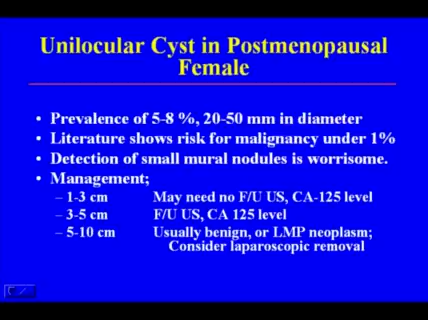 Unilocular Cyst in Postmenopausal
Female
• Prevalence of 5-8 %, 20-50 mm in diameter
• Literature shows risk for malignancy under 1%
• Detection of small mural nodules is worrisome.
• Management;
– 1-3 cm May need no F/U US, CA-125 level
– 3-5 cm F/U US, CA 125 level
– 5-10 cm Usually benign, or LMP neoplasm;
Consider laparoscopic removal